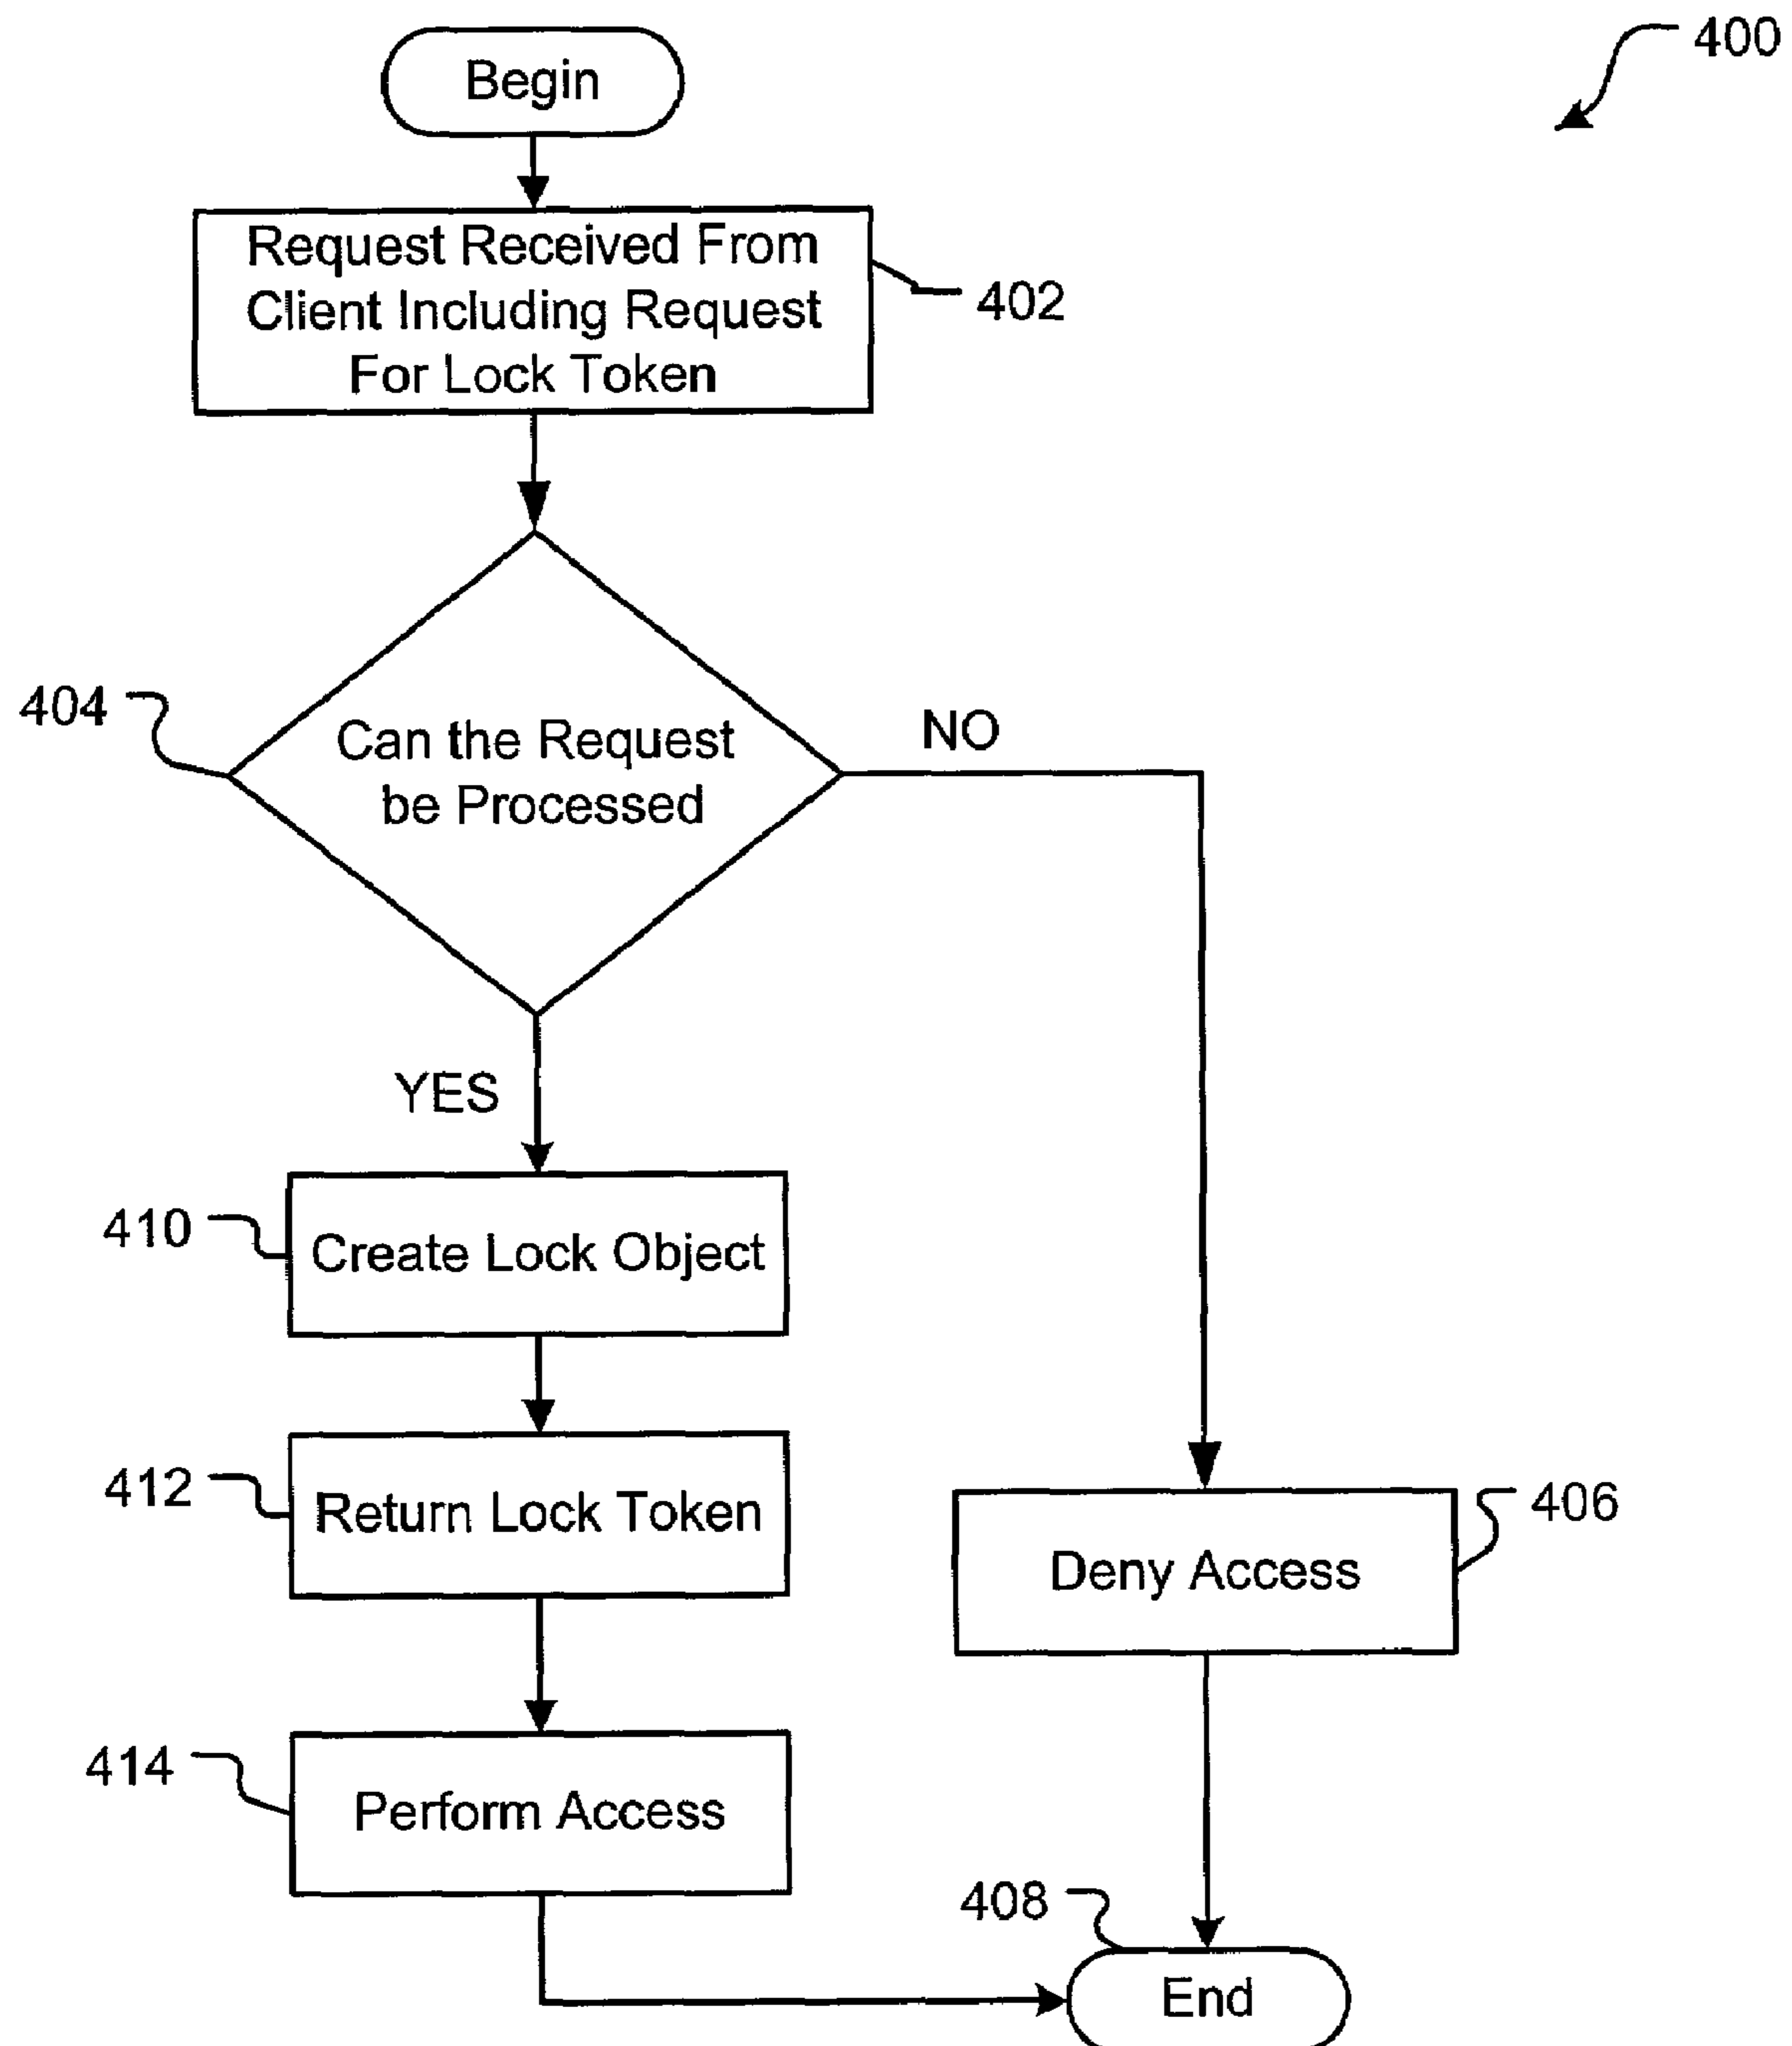 400
Begin
Request Received From
Client Including Request
For Lock Token
402
404
Can the Request
be Processed
NO
YES
410
Create Lock Object
412
Return Lock Token
406
Deny Access
414
Perform Access
408
End